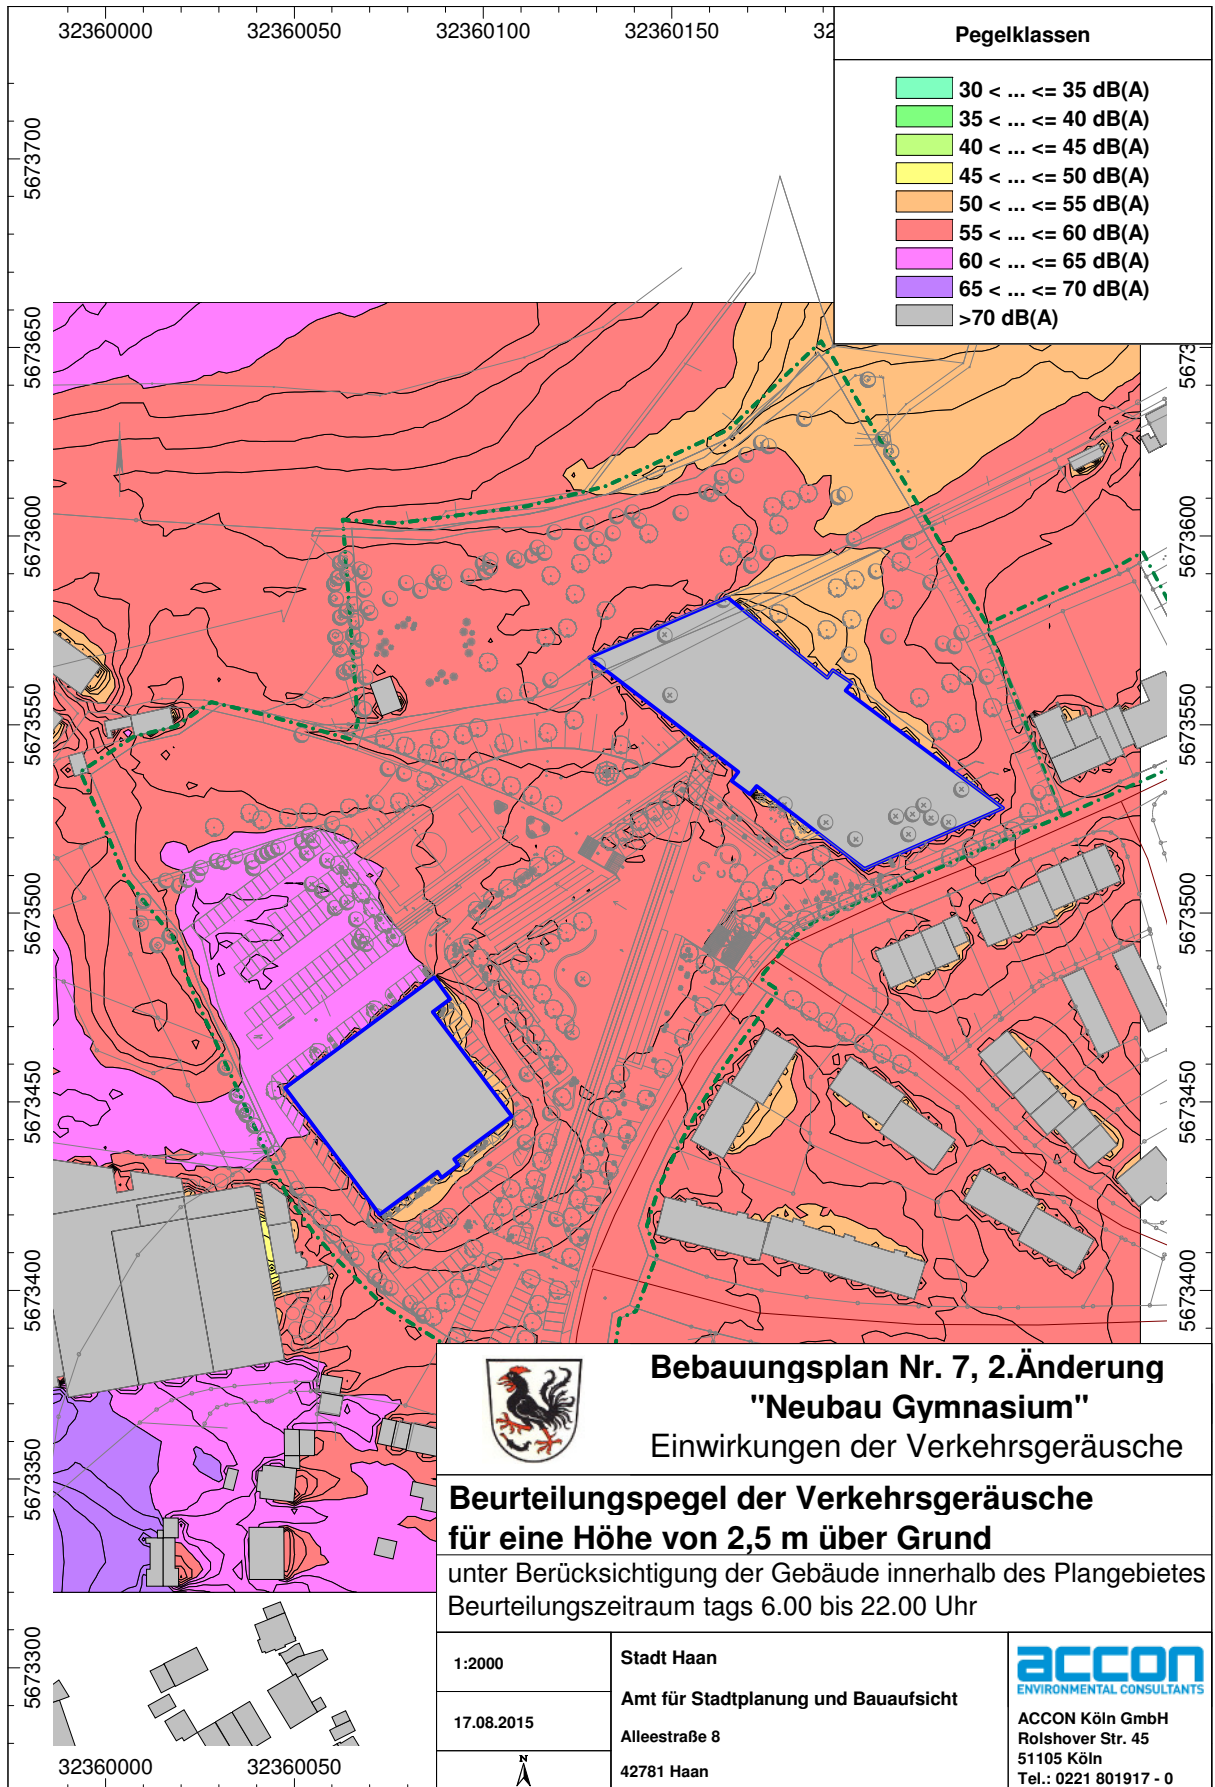 32360000 32360050 32360100 32360150 32
Pegelklassen
30 < ... <= 35 dB(A)
35 < ... <= 40 dB(A)
40 < ... <= 45 dB(A)
45 < ... <= 50 dB(A)
50 < ... <= 55 dB(A)
55 < ... <= 60 dB(A)
60 < ... <= 65 dB(A)
65 < ... <= 70 dB(A)
>70 dB(A)
5673700
5673650
5673600
5673550
5673500
5673450
5673400
5673350
5673300
5673
5673600
5673550
5673500
5673450
5673400
Bebauungsplan Nr. 7, 2.Änderung
"Neubau Gymnasium"
Einwirkungen der Verkehrsgeräusche
Beurteilungspegel der Verkehrsgeräusche
für eine Höhe von 2,5 m über Grund
unter Berücksichtigung der Gebäude innerhalb des Plangebietes
Beurteilungszeitraum tags 6.00 bis 22.00 Uhr
1:2000
17.08.2015
N
Stadt Haan
Amt für Stadtplanung und Bauaufsicht
Alleestraße 8
42781 Haan
accon
ENVIRONMENTAL CONSULTANTS
ACCON Köln GmbH
Rolshover Str. 45
51105 Köln
Tel.: 0221 801917 - 0
32360000 32360050